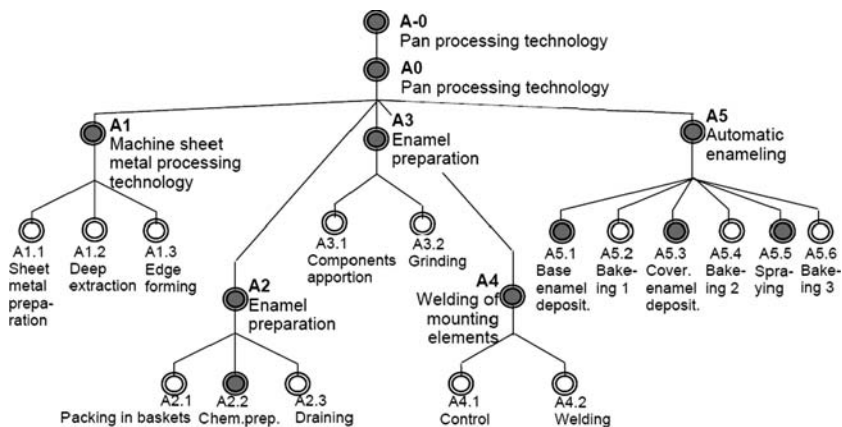 A-0
Pan processing technology
A0
Pan processing technology
A1
Machine sheet
metal processing
technology
A3
Enamel
preparation
A5
Automatic
enameling
A1.1
Sheet
metal
prepa-
ration
A1.2
Deep
extraction
A1.3
Edge
forming
A3.1
Components
apportion
A3.2
Grinding
A5.1
Base
enamel
deposit.
A5.2
Bake-
ing 1
A5.3
Cover.
enamel
deposit.
A5.4
Bake-
ing 2
A5.5
Spra-
ying
A5.6
Bake-
ing 3
A2
Enamel
preparation
A4
Welding of
mounting
elements
A2.1
Packing in baskets
A2.2
Chem.prep.
A2.3
Draining
A4.1
Control
A4.2
Welding